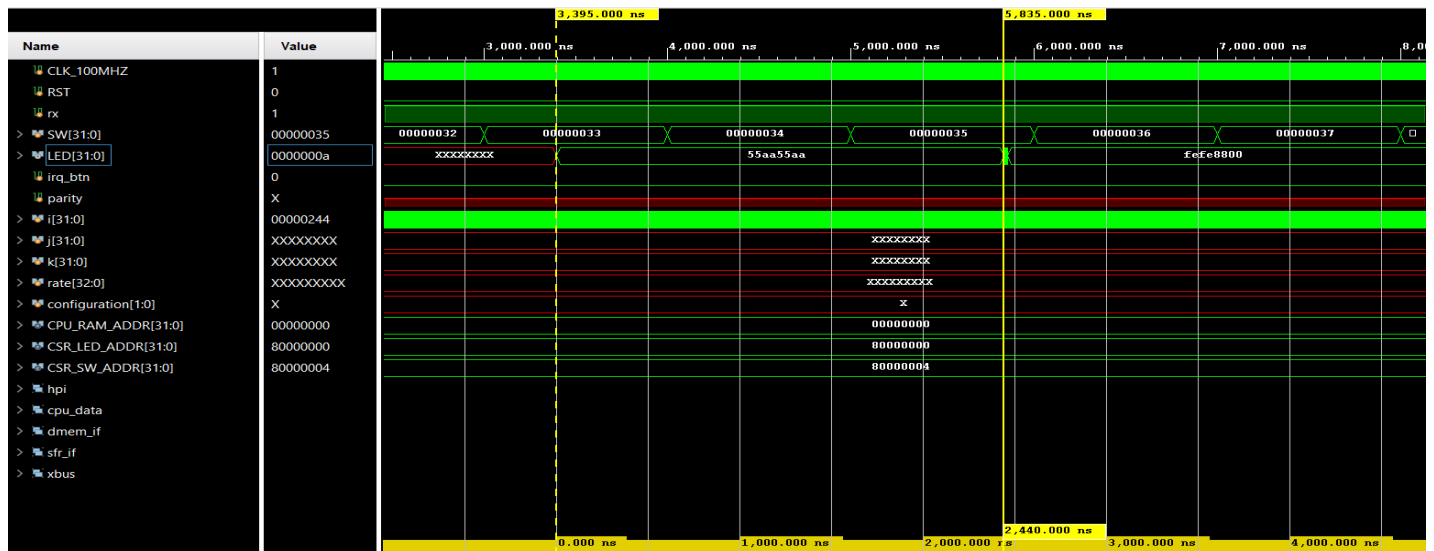 3,395.000 ns 5,835.000 ns
Name Value 3,000.000 ns 4,000.000 ns 5,000.000 ns 6,000.000 ns 7,000.000 ns 8,0
CLK_100MHZ 1
RST 0
rx 1
> SW[31:0] 00000035 00000032 00000033 00000034 00000035 00000036 00000037
> LED[31:0] 0000000a XXXXXXXX 55aa55aa fefe8800
irq_btn 0
parity X
> i[31:0] 00000244
> j[31:0] XXXXXXXX XXXXXXXX
> k[31:0] XXXXXXXX XXXXXXXX
> rate[32:0] XXXXXXXXX XXXXXXXXX
> configuration[1:0] X X
> CPU_RAM_ADDR[31:0] 00000000 00000000
> CSR_LED_ADDR[31:0] 80000000 80000000
> CSR_SW_ADDR[31:0] 80000004 80000004
> hpi
> cpu_data
> dmem_if
> sfr_if
> xbus
2,440.000 ns
0.000 ns 1,000.000 ns 2,000.000 ns 3,000.000 ns 4,000.000 ns